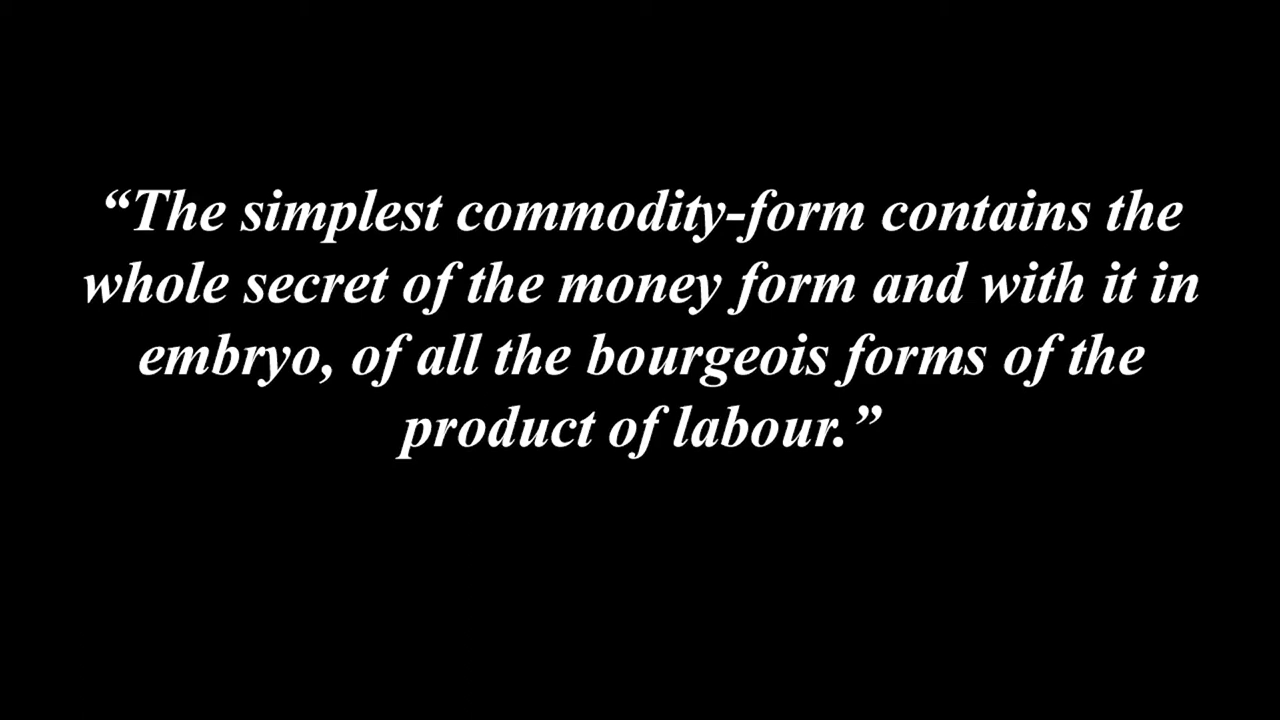 “The simplest commodity-form contains the
whole secret of the money form and with it in
embryo, of all the bourgeois forms of the
product of labour.”